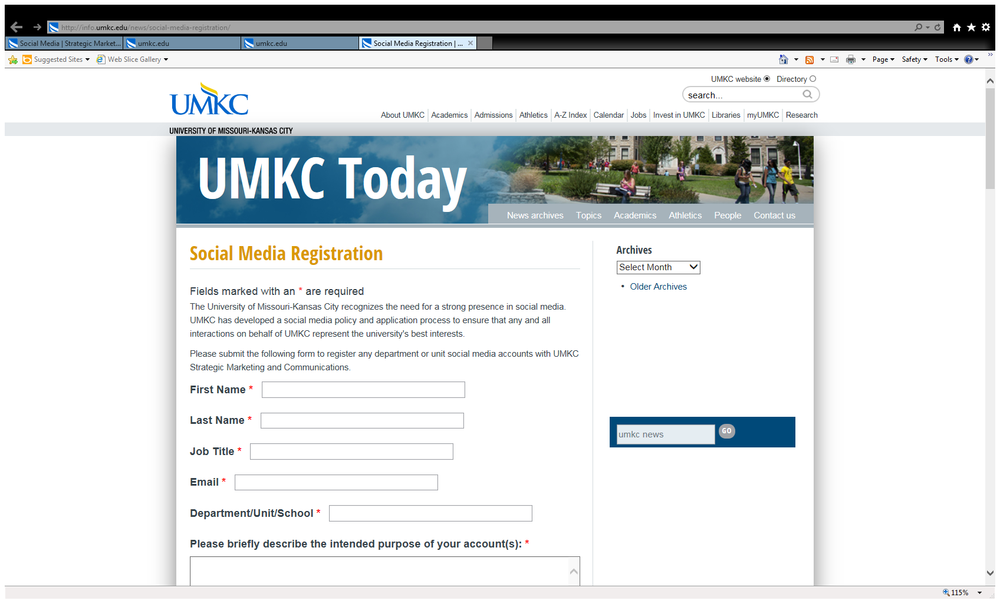 http://info.umkc.edu/news/social-media-registration/
Social Media | Strategic Market...
umkc.edu
umkc.edu
Social Media Registration | ...
Suggested Sites
Web Slice Gallery
Page
Safety
Tools
UMKC website
Directory
search...
UMKC
About UMKC
Academics
Admissions
Athletics
A-Z Index
Calendar
Jobs
Invest in UMKC
Libraries
myUMKC
Research
UNIVERSITY OF MISSOURI-KANSAS CITY
UMKC Today
News archives
Topics
Academics
Athletics
People
Contact us
Social Media Registration
Fields marked with an * are required
The University of Missouri-Kansas City recognizes the need for a strong presence in social media.
UMKC has developed a social media policy and application process to ensure that any and all
interactions on behalf of UMKC represent the university's best interests.
Please submit the following form to register any department or unit social media accounts with UMKC
Strategic Marketing and Communications.
First Name *
Last Name *
Job Title *
Email *
Department/Unit/School *
Please briefly describe the intended purpose of your account(s): *
Archives
Select Month
• Older Archives
umkc news
GO
115%